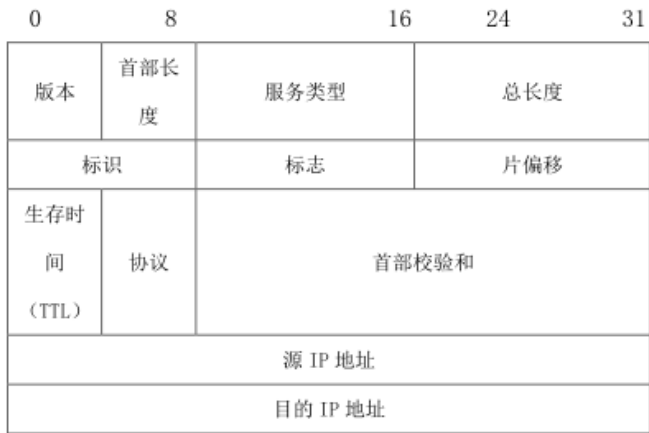 0 8 16 24 31
版本 首部长度 服务类型 总长度
标识 标志 片偏移
生存时间（TTL） 协议 首部校验和
源 IP 地址
目的 IP 地址